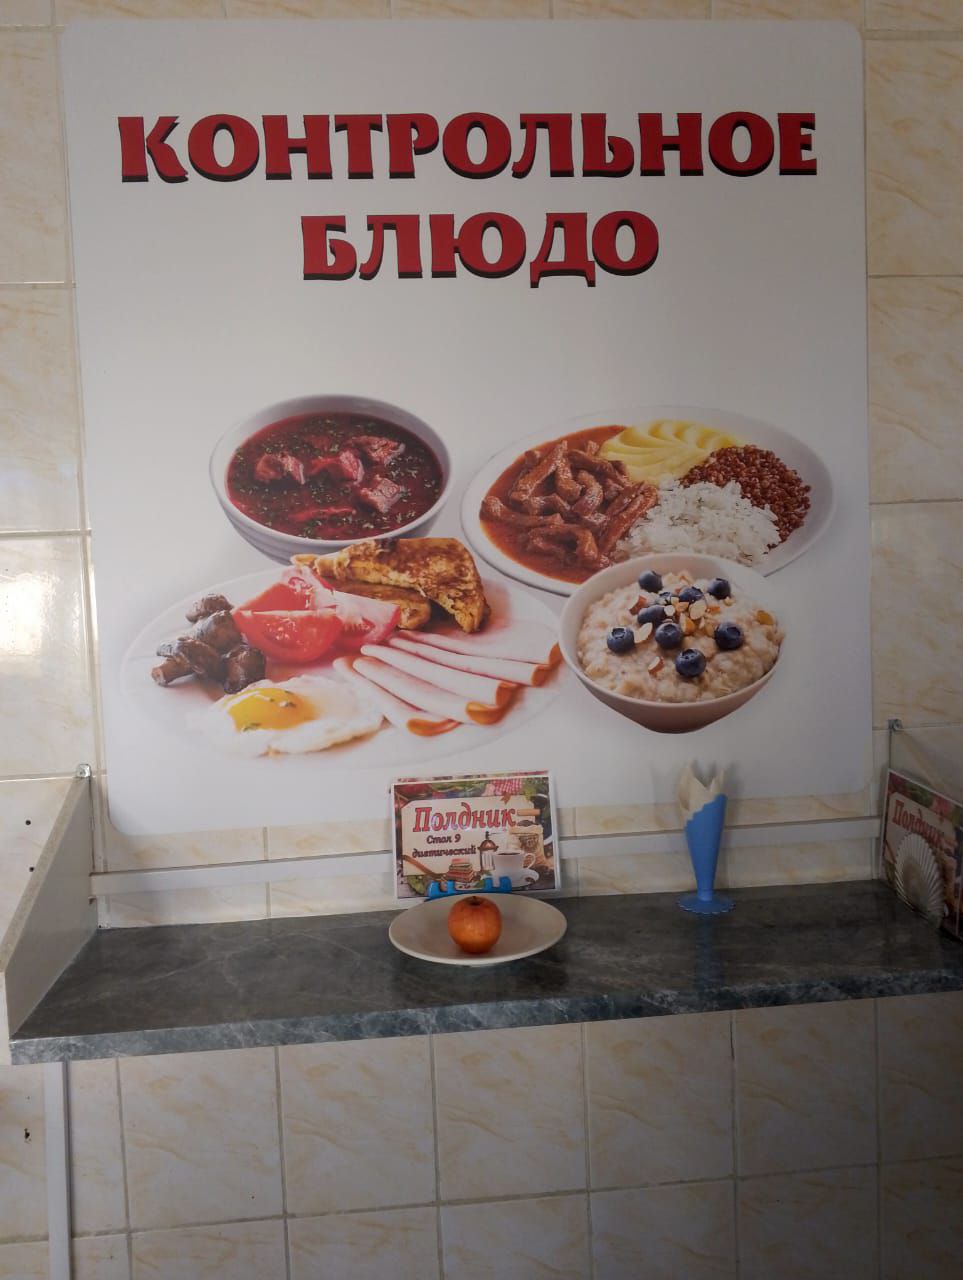 КОНТРОЛЬНОЕ
БЛЮДО
Полдник
Стол 9
диетический
Полдник